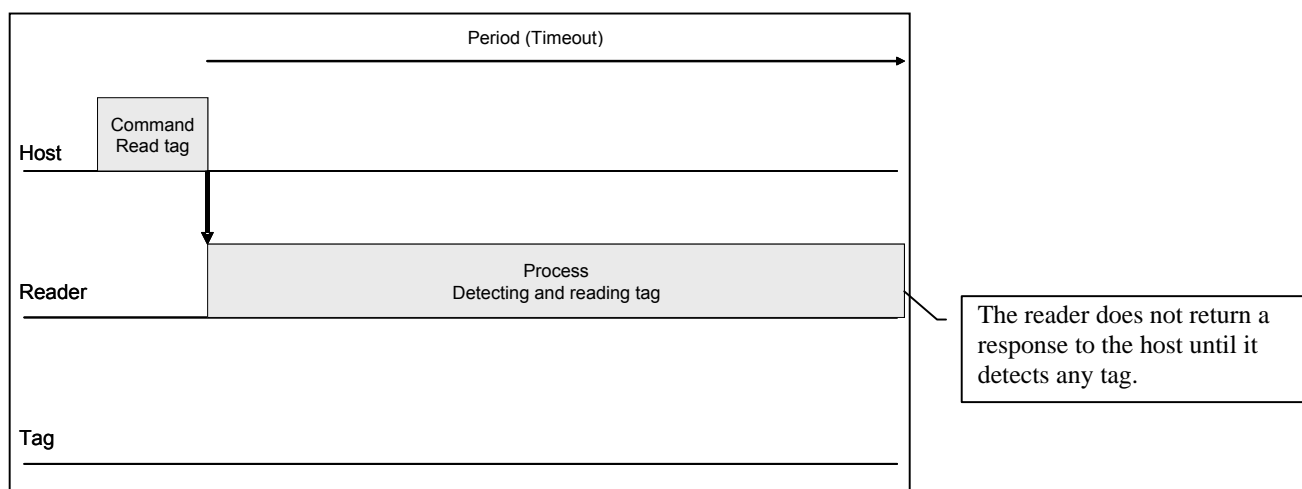 Period (Timeout)
Command
Read tag
Host
Process
Detecting and reading tag
Reader
The reader does not return a
response to the host until it
detects any tag.
Tag